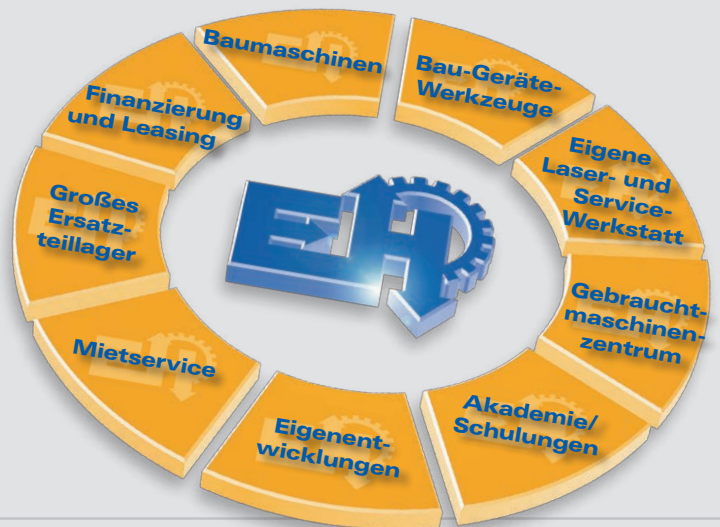 Baumaschinen
Bau-Geräte-
Werkzeuge
Eigene
Laser- und
Service-
Werkstatt
Gebraucht-
maschinen-
zentrum
Akademie/
Schulungen
Eigenent-
wicklungen
Mietservice
Großes
Ersatz-
teillager
Finanzierung
und Leasing
EH